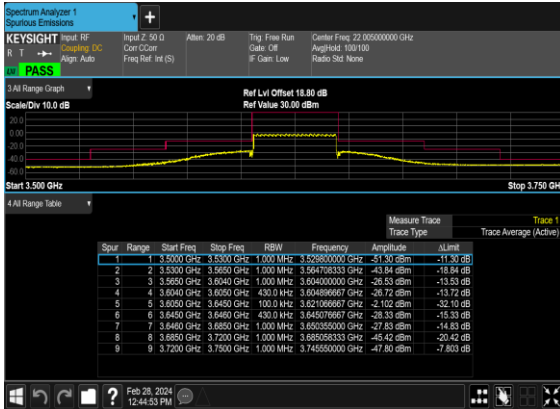 Spectrum Analyzer 1
Spurious Emissions
KEYSIGHT
R T
Input: RF
Coupling: DC
Align: Auto
Input Z: 50 Ω
Corr CCorr
Freq Ref: Int (S)
Atten: 20 dB
Trig: Free Run
Gate: Off
IF Gain: Low
Center Freq: 22.005000000 GHz
Avg|Hold: 100/100
Radio Std: None
PASS
3 All Range Graph
Scale/Div 10.0 dB
Ref Lvl Offset 18.80 dB
Ref Value 30.00 dBm
20.0
0.00
-20.0
-40.0
-60.0
Start 3.500 GHz
Stop 3.750 GH
4 All Range Table
Measure Trace Trace 1
Trace Type Trace Average (Active)
Spur Range Start Freq Stop Freq RBW Frequency Amplitude ΔLimit
1 1 3.5000 GHz 3.5300 GHz 1.000 MHz 3.529800000 GHz -51.30 dBm -11.30 dB
2 2 3.5300 GHz 3.5650 GHz 1.000 MHz 3.564708333 GHz -43.84 dBm -18.84 dB
3 3 3.5650 GHz 3.6040 GHz 1.000 MHz 3.604000000 GHz -26.53 dBm -13.53 dB
4 4 3.6040 GHz 3.6050 GHz 430.0 kHz 3.604896667 GHz -26.72 dBm -13.72 dB
5 5 3.6050 GHz 3.6450 GHz 100.0 kHz 3.621066667 GHz -2.102 dBm -32.10 dB
6 6 3.6450 GHz 3.6460 GHz 430.0 kHz 3.645076667 GHz -28.33 dBm -15.33 dB
7 7 3.6460 GHz 3.6850 GHz 1.000 MHz 3.650355000 GHz -27.83 dBm -14.83 dB
8 8 3.6850 GHz 3.7200 GHz 1.000 MHz 3.685058333 GHz -45.42 dBm -20.42 dB
9 9 3.7200 GHz 3.7500 GHz 1.000 MHz 3.745550000 GHz -47.80 dBm -7.803 dB
Feb 28, 2024
12:44:53 PM